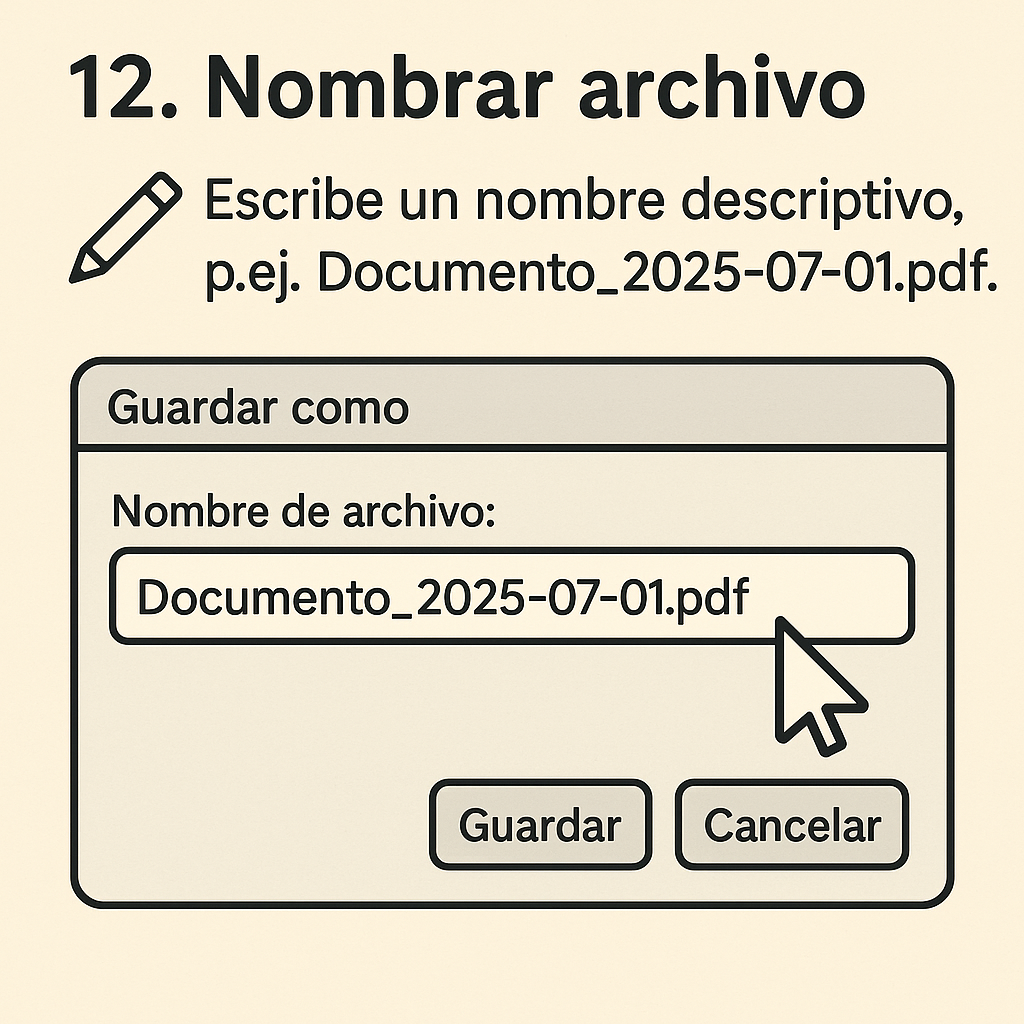 12. Nombrar archivo
Escribe un nombre descriptivo,
p.ej. Documento_2025-07-01.pdf.
Guardar como
Nombre de archivo:
Documento_2025-07-01.pdf
Guardar
Cancelar